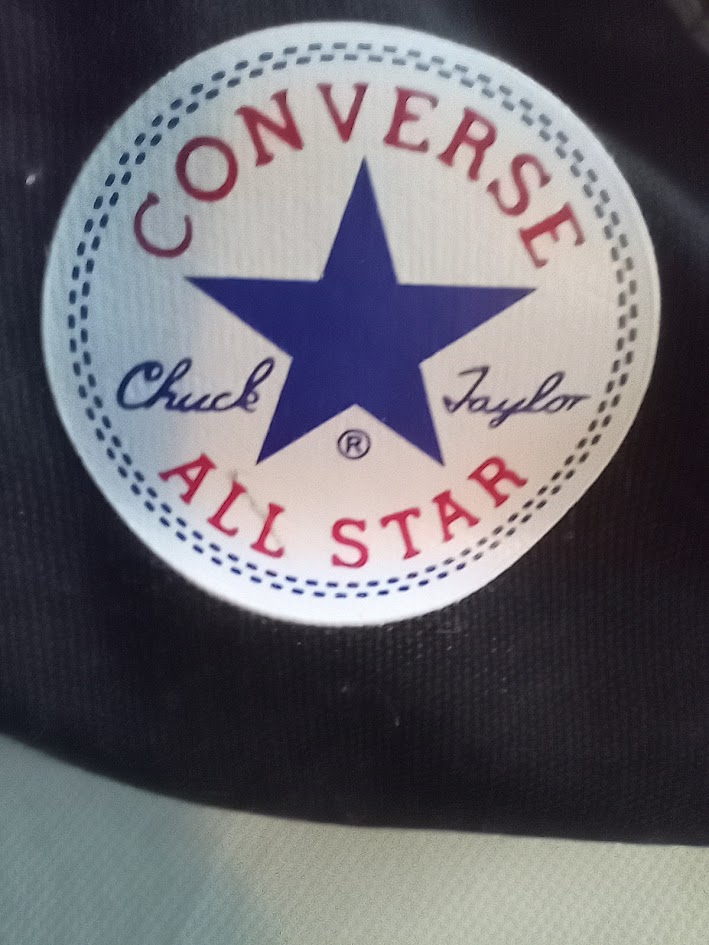 CONVERSE
Chuck Taylor
®
ALL STAR